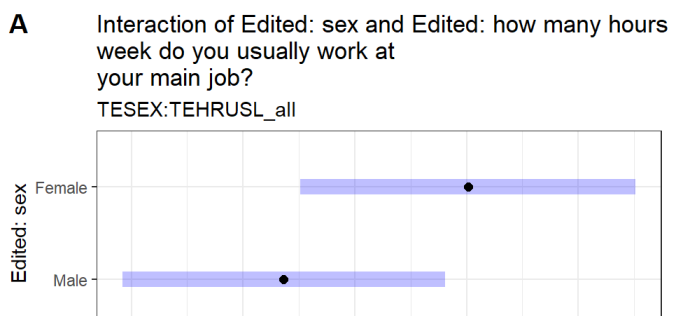 A
Interaction of Edited: sex and Edited: how many hours
week do you usually work at
your main job?
TESEX:TEHRUSL_all
Edited: sex
Female
Male